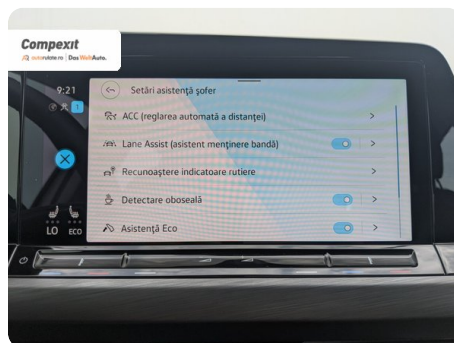 Compexit
autorulate.ro | Das WeltAuto.
9:21
1
Setări asistență șofer
ACC (reglarea automată a distanței)
Lane Assist (asistent menținere bandă)
Recunoaștere indicatoare rutiere
Detectare oboseală
Asistență Eco
LO ECO